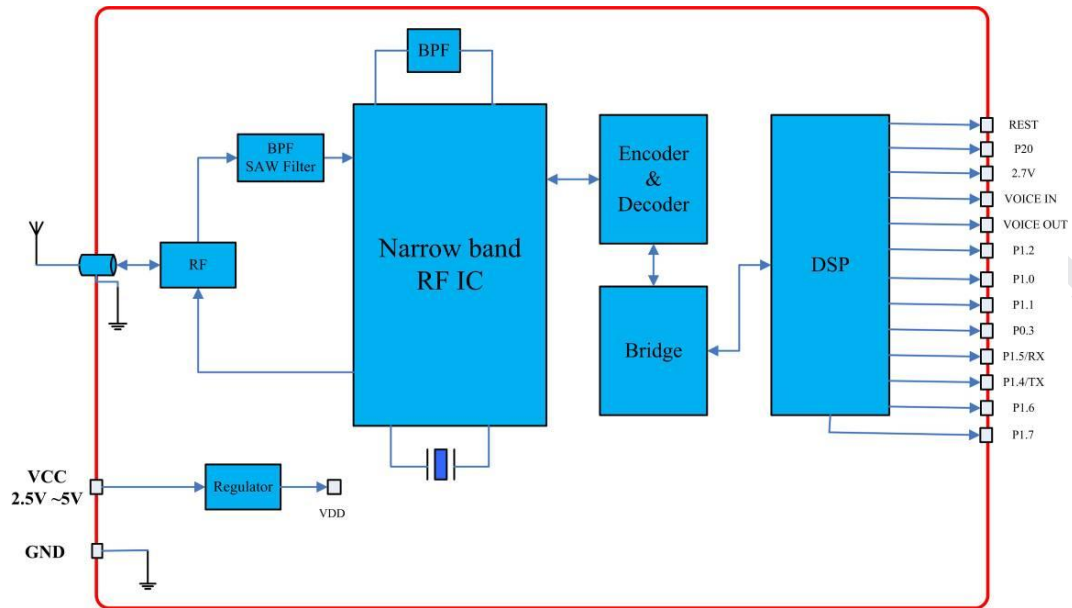 BPF
BPF
SAW Filter
RF
Narrow band
RF IC
Encoder
&
Decoder
Bridge
DSP
REST
P20
2.7V
VOICE IN
VOICE OUT
P1.2
P1.0
P1.1
P0.3
P1.5/RX
P1.4/TX
P1.6
P1.7
VCC
2.5V ~5V
Regulator
VDD
GND